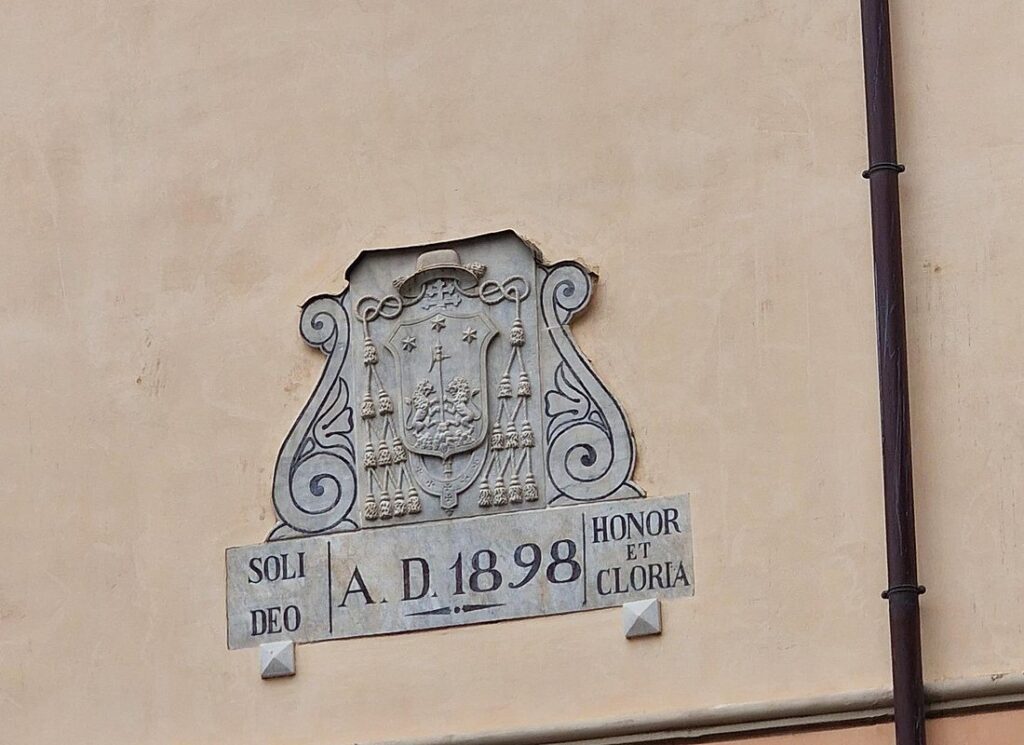 SOLI
DEO
A. D. 1898
HONOR
ET
CLORIA